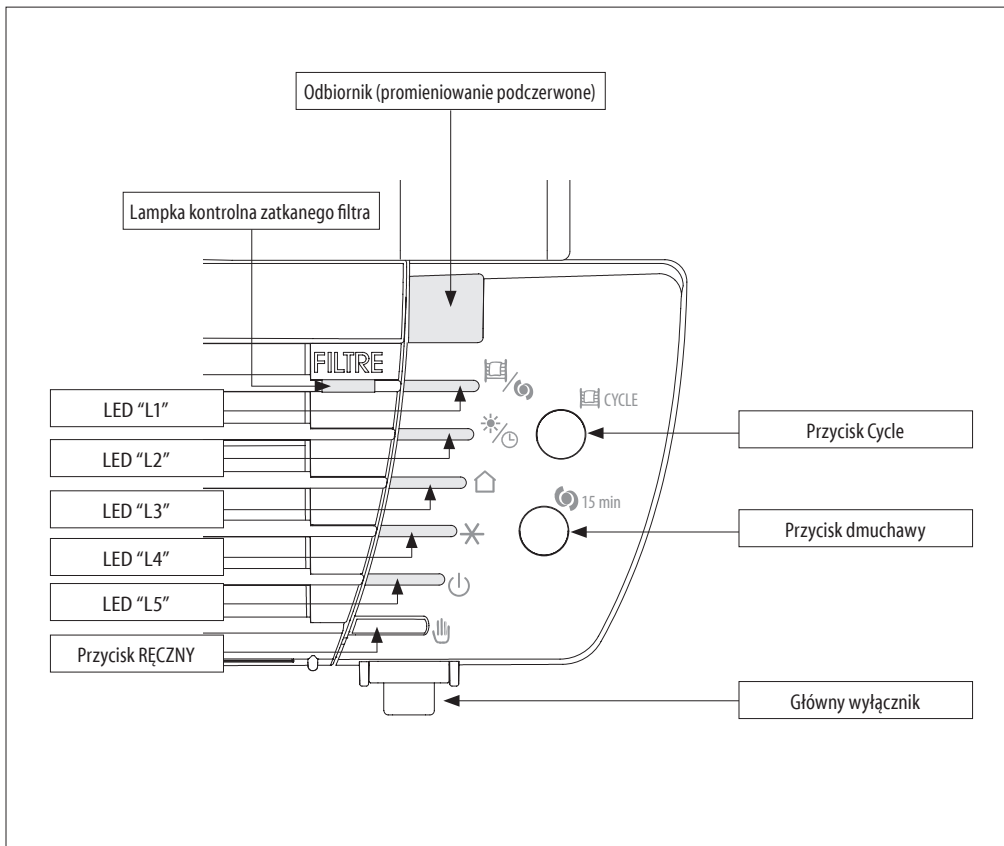 Odbiornik (promieniowanie podczerwone)
Lampka kontrolna zatkanego filtra
FILTRE
LED “L1”
CYCLE
Przycisk Cycle
LED “L2”
LED “L3”
15 min
Przycisk dmuchawy
LED “L4”
LED “L5”
Przycisk RĘCZNY
Główny wyłącznik